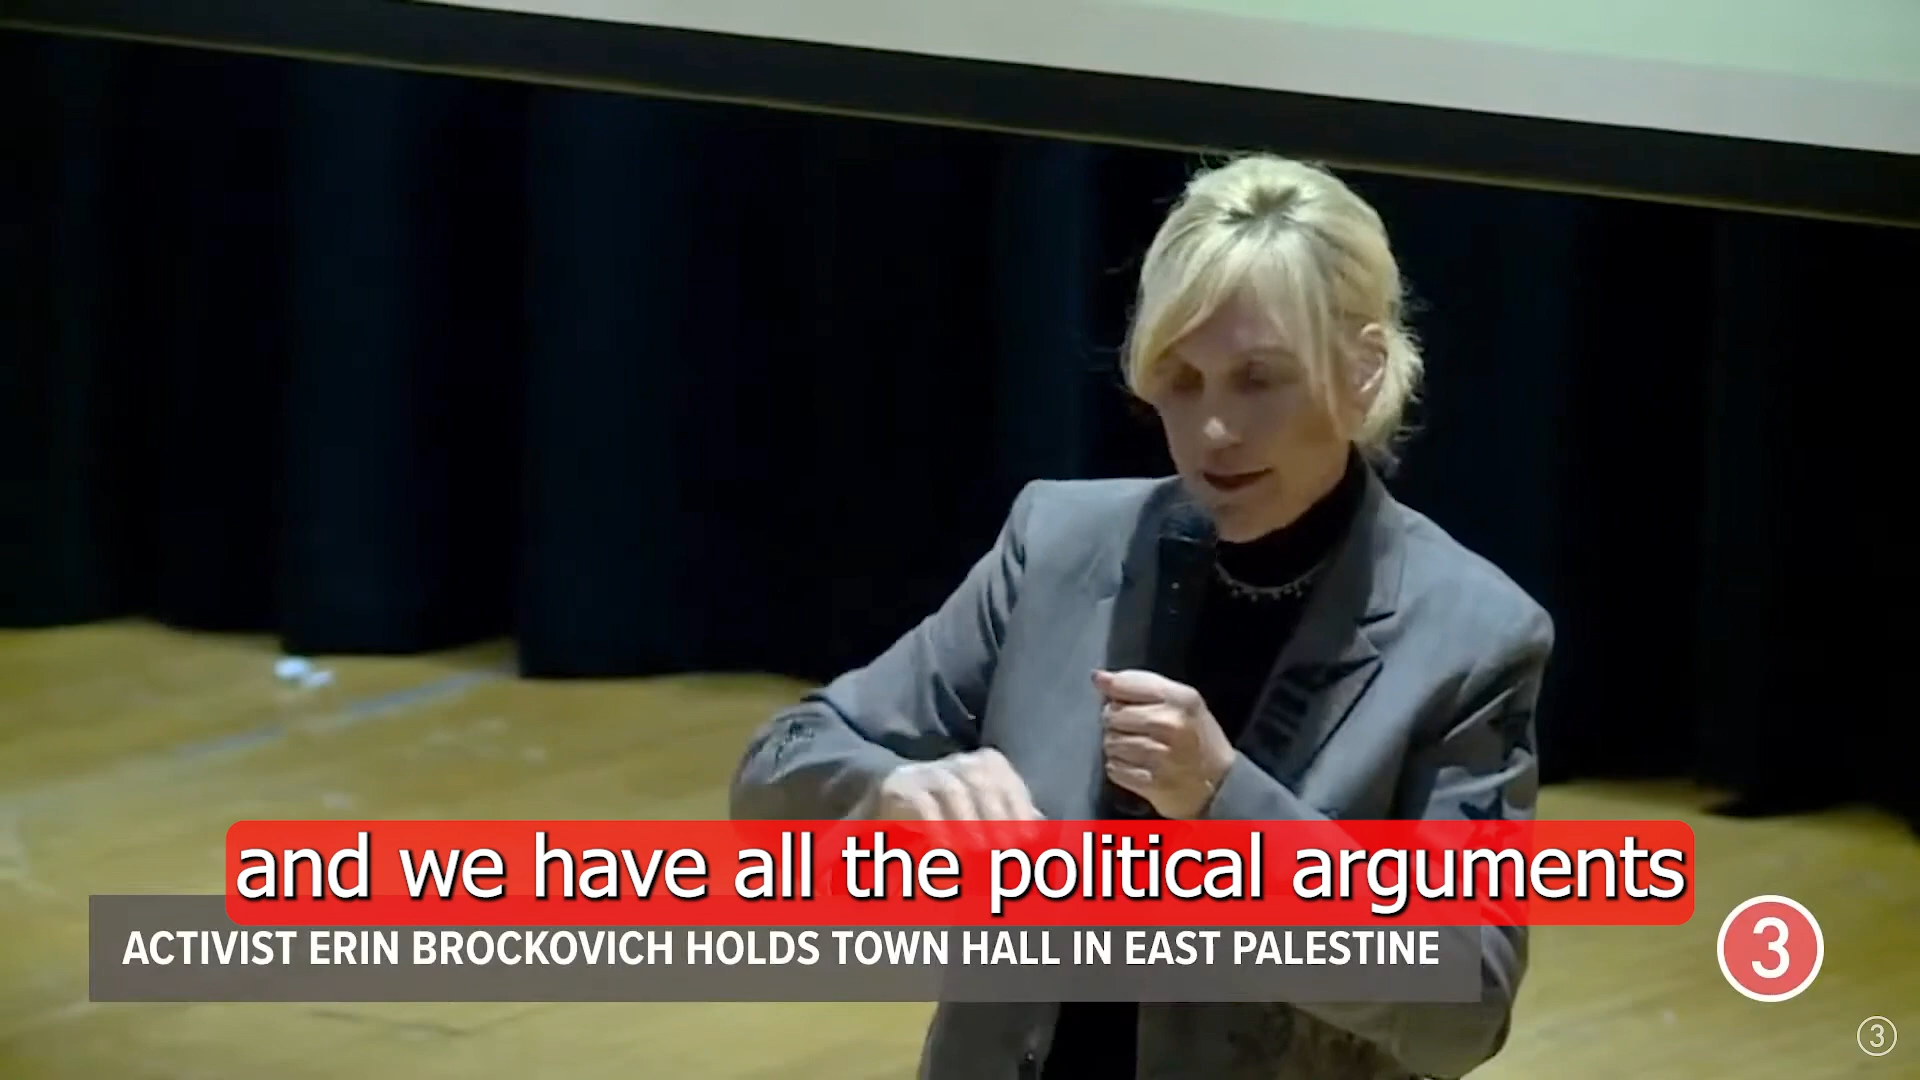 and we have all the political arguments
ACTIVIST ERIN BROCKOVICH HOLDS TOWN HALL IN EAST PALESTINE
3
3